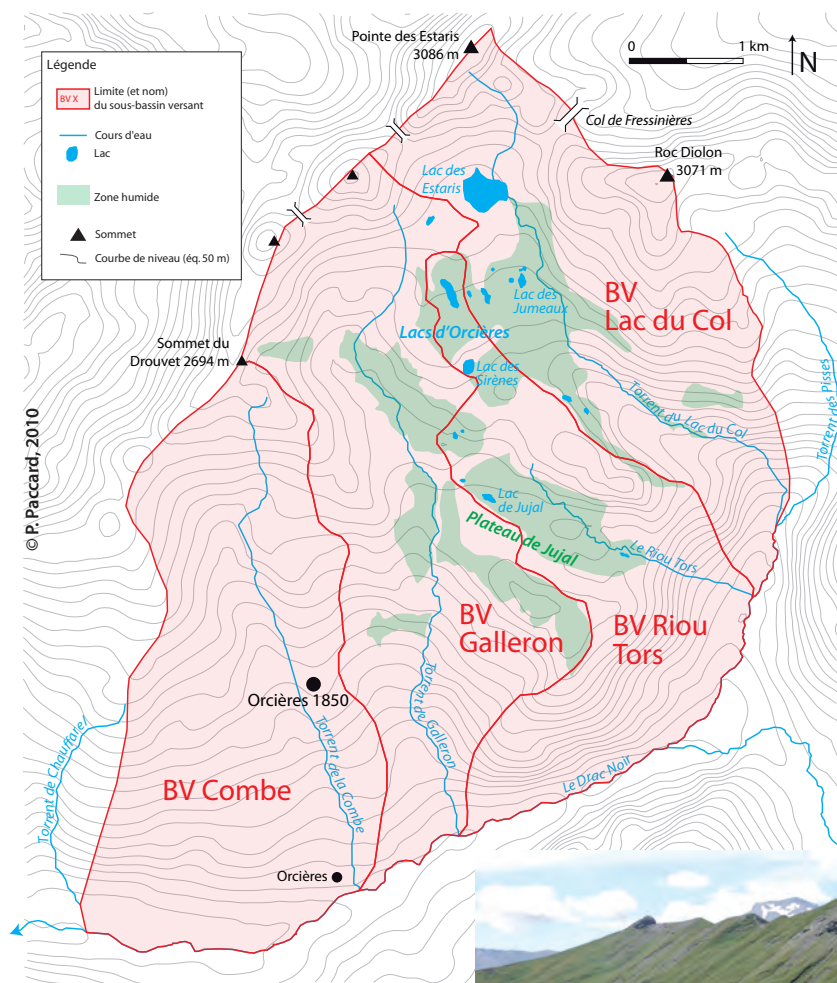 Pointe des Estaris
3086 m
0 1 km
N
Légende
BV X
Limite (et nom)
du sous-bassin versant
Cours d'eau
Lac
Zone humide
Sommet
Courbe de niveau (éq. 50 m)
Col de Fressinières
Roc Diolon
3071 m
Lac des
Estaris
BV
Lac du Col
Lac des
Jumeaux
Lacs d'Orcières
Sommet du
Drouvet 2694 m
Lac des
Sirènes
Torrent du Lac du Col
Torrent des Pisses
© P. Paccard, 2010
Lac
de Jujal
Plateau de Jujal
Le Riou Tors
BV
Galleron
BV Riou
Tors
Orcières 1850
Torrent de Galleron
Torrent de la Combe
Torrent de Chauffarel
BV Combe
Le Drac Noir
Orcières